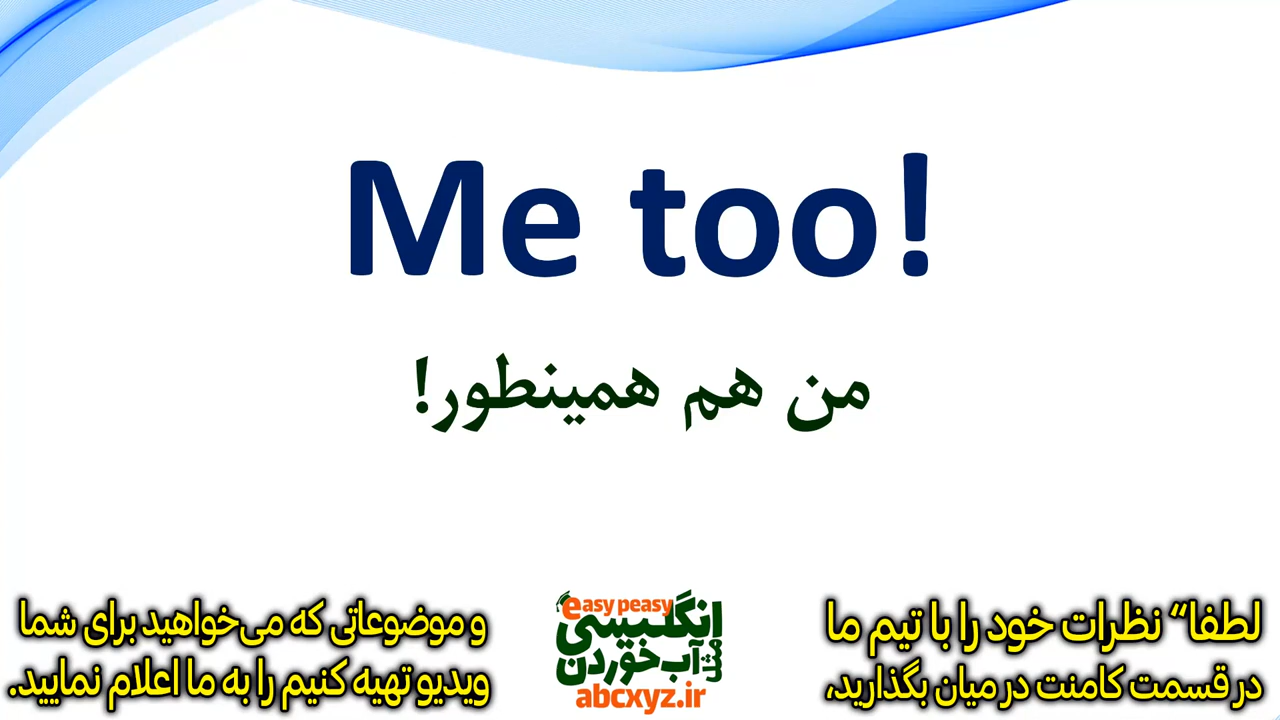 Me too!
من هم همینطور!
لطفا“ نظرات خود را با تیم ما
در قسمت کامنت در میان بگذارید،
و موضوعاتی که می‌خواهید برای شما
ویدیو تهیه کنیم را به ما اعلام نمایید.
easy peasy
انگلیسی
مثل آب خوردن
abcxyz.ir